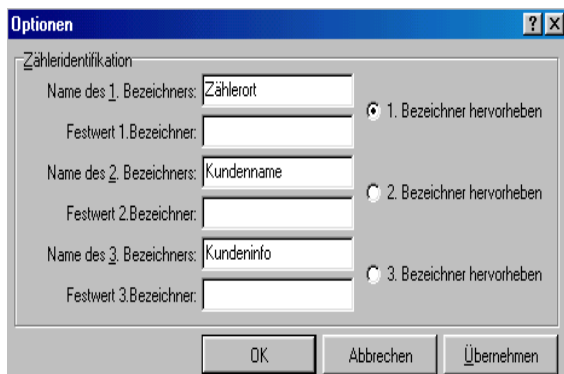 Optionen
Zähleridentifikation
Name des 1. Bezeichners: Zählerort
1. Bezeichner hervorheben
Festwert 1.Bezeichner:
Name des 2. Bezeichners: Kundenname
2. Bezeichner hervorheben
Festwert 2.Bezeichner:
Name des 3. Bezeichners: Kundeninfo
3. Bezeichner hervorheben
Festwert 3.Bezeichner:
OK Abbrechen Übernehmen